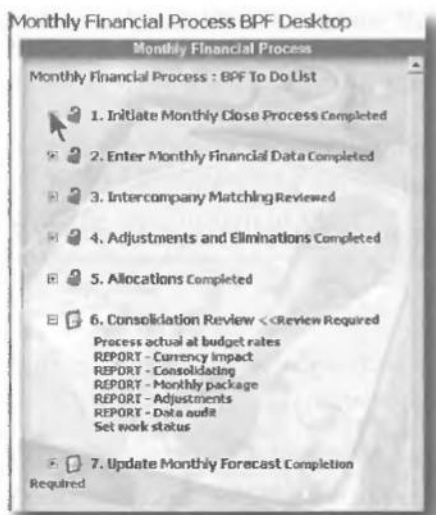 Monthly Financial Process BPF Desktop
Monthly Financial Process
Monthly Financial Process : BPF To Do List
1. Initiate Monthly Close Process Completed
2. Enter Monthly Financial Data Completed
3. Intercompany Matching Reviewed
4. Adjustments and Eliminations Completed
5. Allocations Completed
6. Consolidation Review <<Review Required
Process actual at budget rates
REPORT - Currency impact
REPORT - Consolidating
REPORT - Monthly package
REPORT - Adjustments
REPORT - Data audit
Set work status
7. Update Monthly Forecast Completion
Required